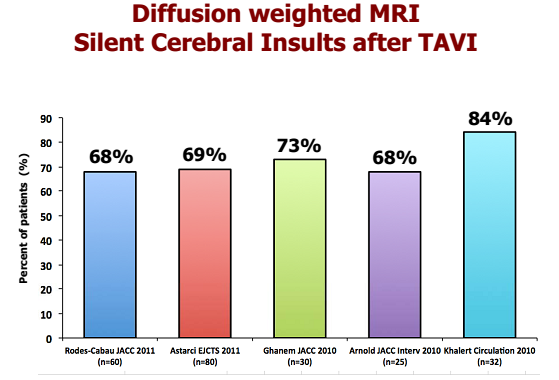 Diffusion weighted MRI
Silent Cerebral Insults after TAVI
Percent of patients (%)
90
80
70
60
50
40
30
20
10
0
68%
69%
73%
68%
84%
Rodes-Cabau JACC 2011
(n=60)
Astarci EJCTS 2011
(n=80)
Ghanem JACC 2010
(n=30)
Arnold JACC Interv 2010
(n=25)
Khalert Circulation 2010
(n=32)